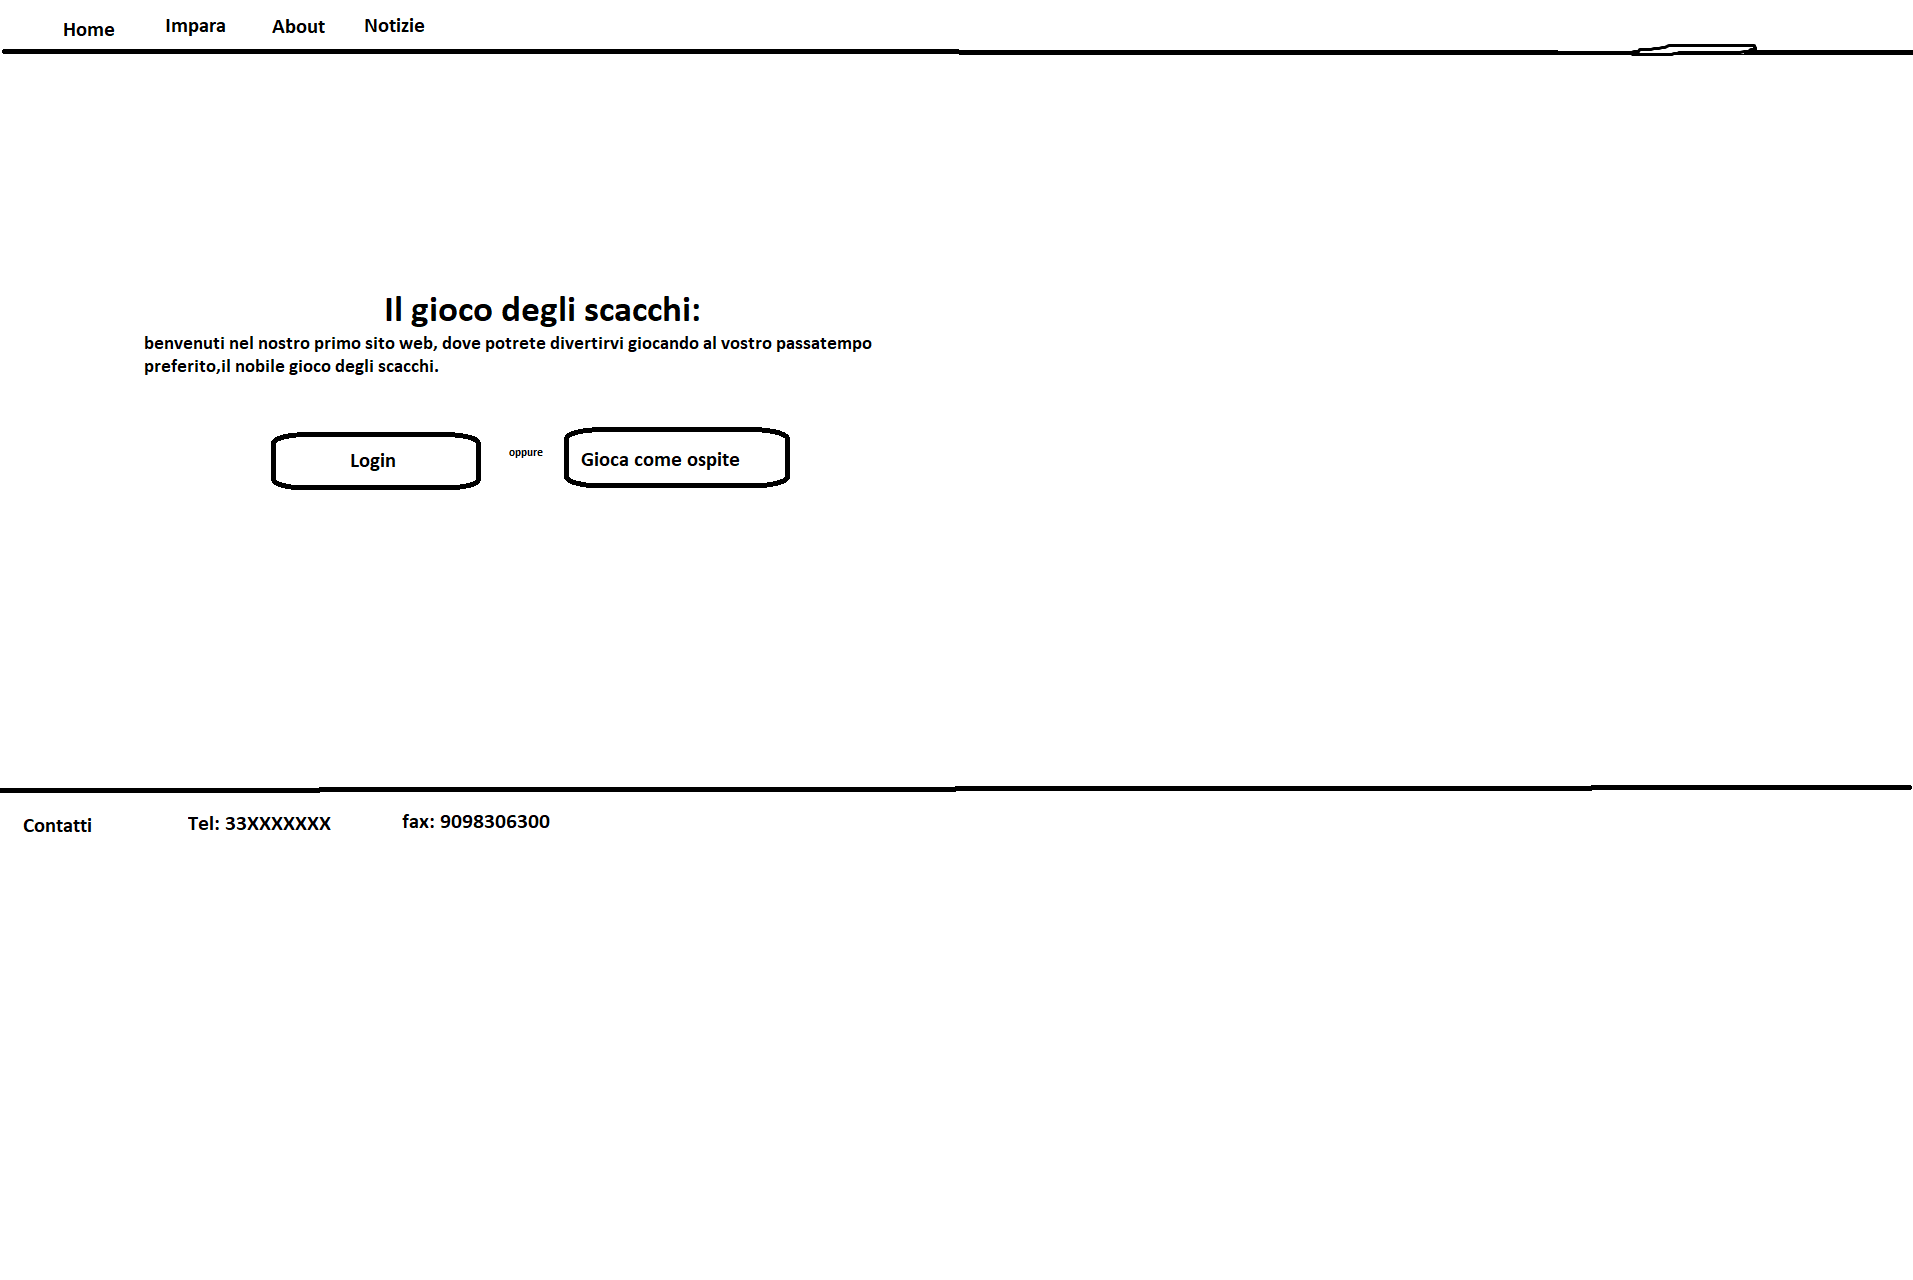 Home Impara About Notizie
Il gioco degli scacchi:
benvenuti nel nostro primo sito web, dove potrete divertirvi giocando al vostro passatempo
preferito,il nobile gioco degli scacchi.
Login oppure Gioca come ospite
Contatti Tel: 33XXXXXXX fax: 9098306300